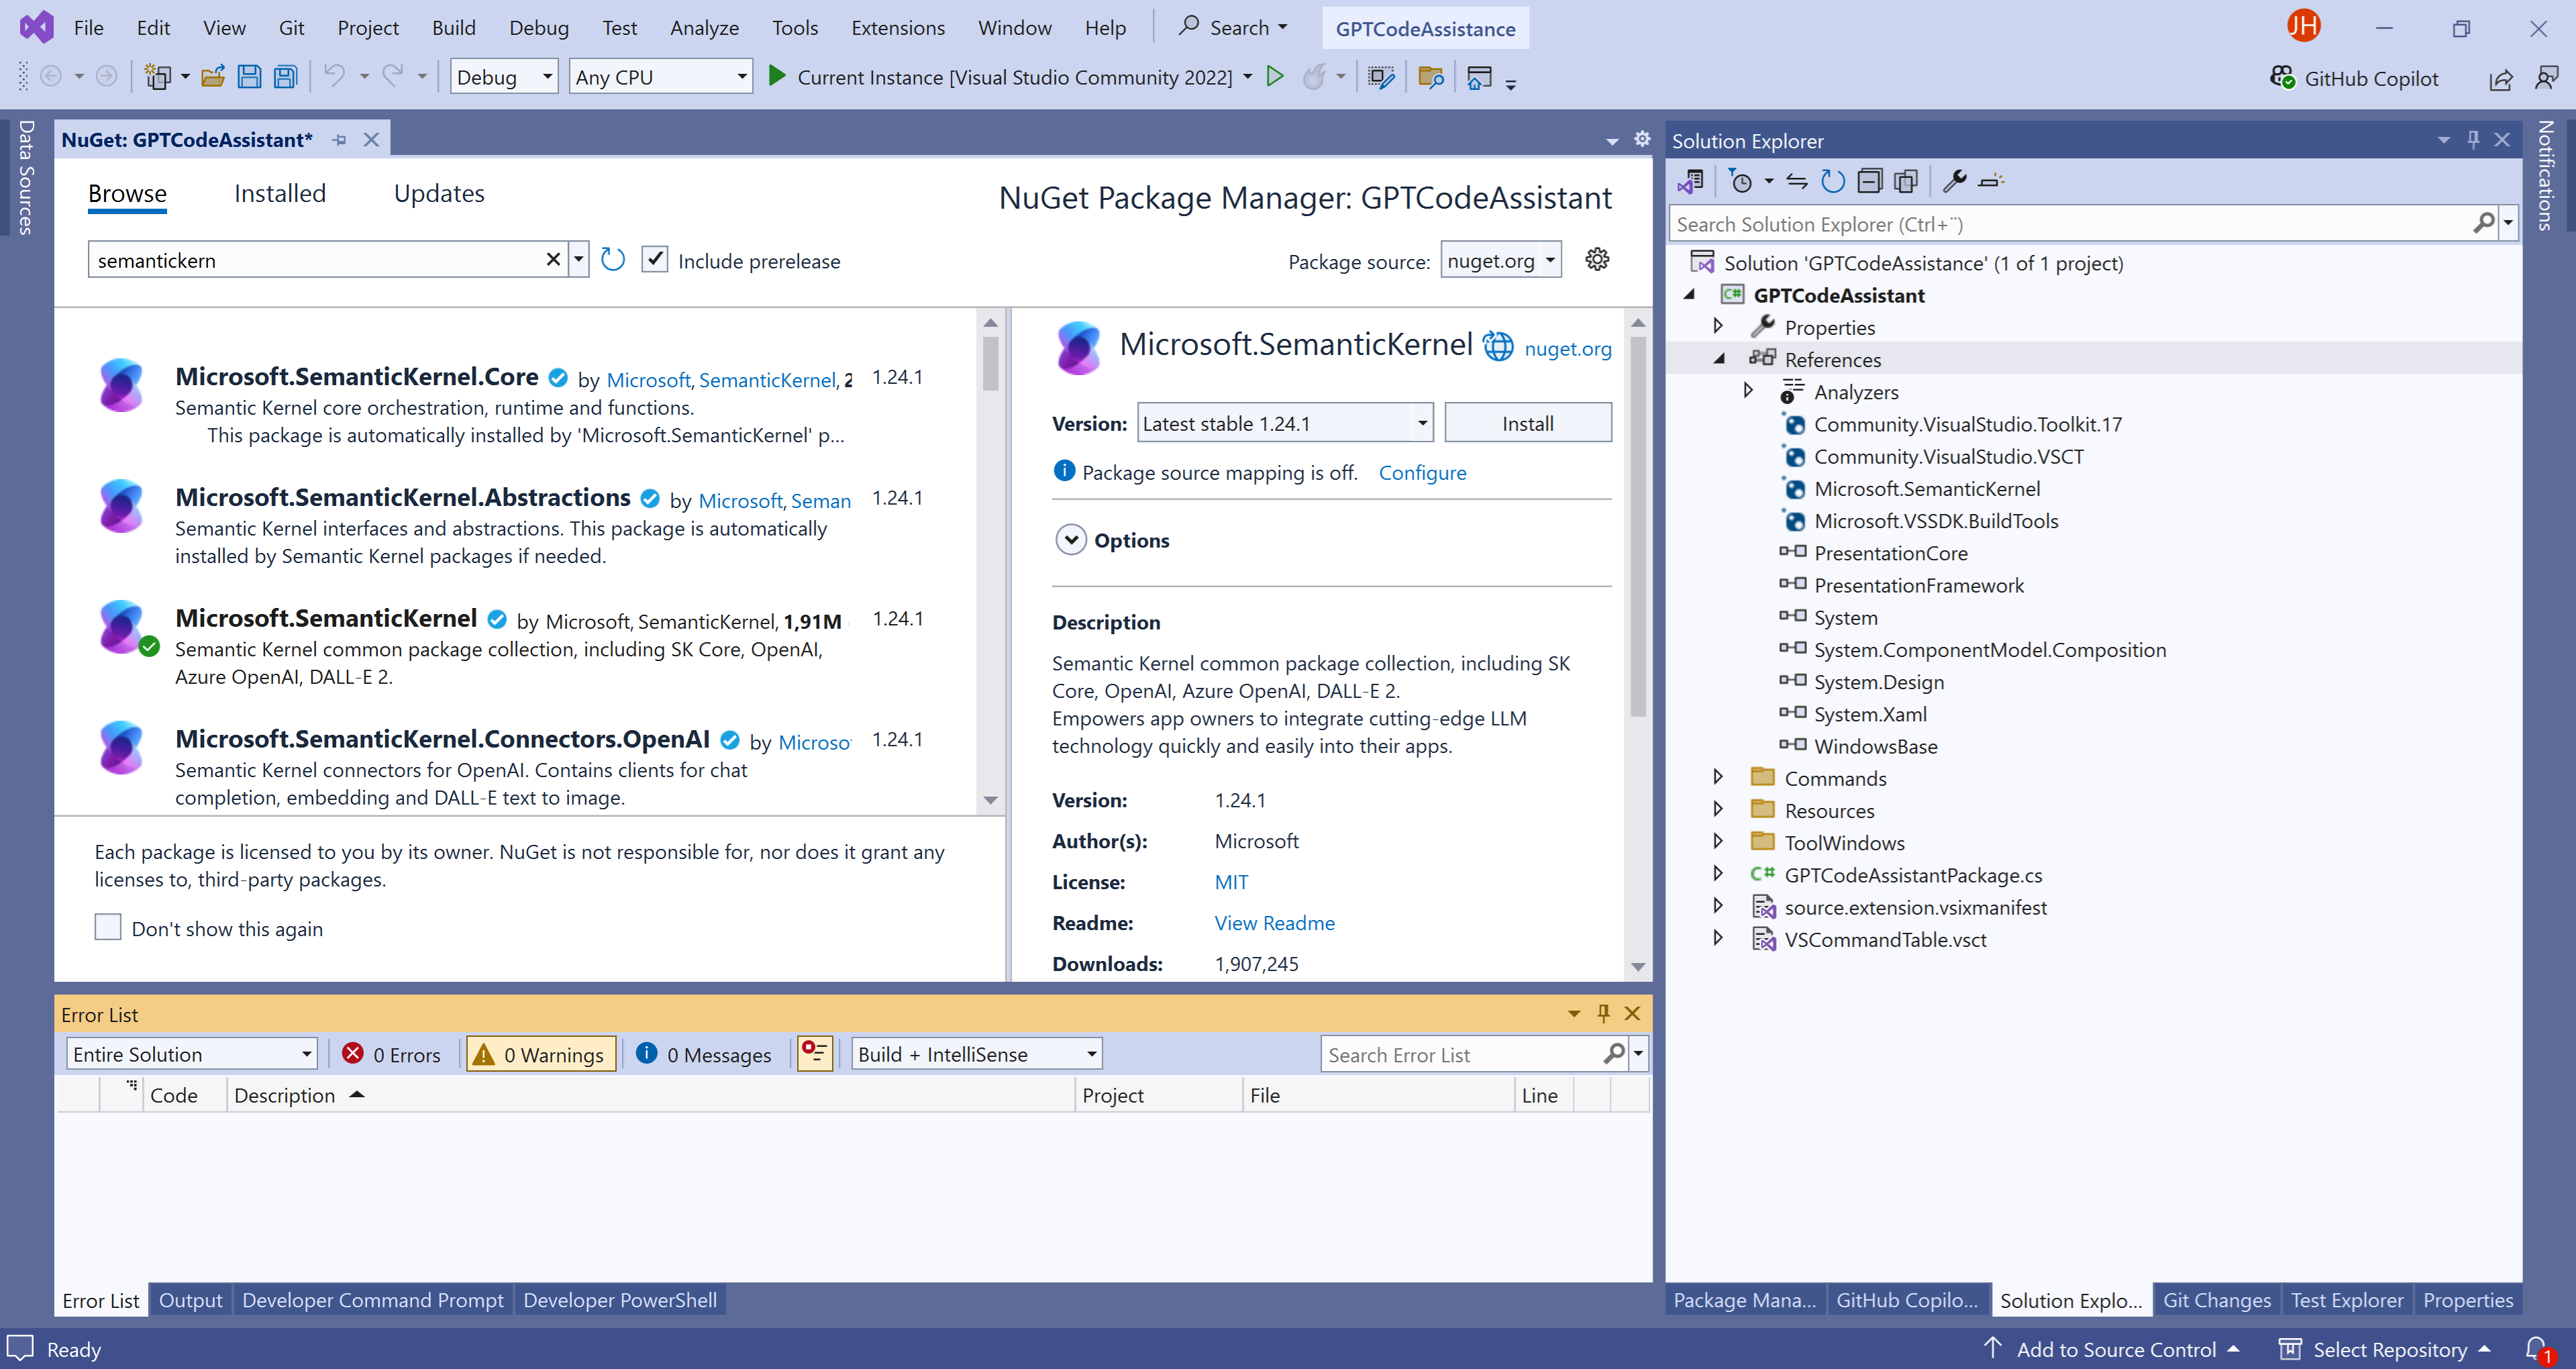 File Edit View Git Project Build Debug Test Analyze Tools Extensions Window Help Search GPTCodeAssistance JH
Debug Any CPU Current Instance [Visual Studio Community 2022] GitHub Copilot
Data Sources
NuGet: GPTCodeAssistant*
Browse Installed Updates
NuGet Package Manager: GPTCodeAssistant
semantickern Include prerelease Package source: nuget.org
Microsoft.SemanticKernel.Core by Microsoft, SemanticKernel, 2 1.24.1
Semantic Kernel core orchestration, runtime and functions.
This package is automatically installed by 'Microsoft.SemanticKernel' p...
Microsoft.SemanticKernel.Abstractions by Microsoft, Seman 1.24.1
Semantic Kernel interfaces and abstractions. This package is automatically
installed by Semantic Kernel packages if needed.
Microsoft.SemanticKernel by Microsoft, SemanticKernel, 1,91M 1.24.1
Semantic Kernel common package collection, including SK Core, OpenAI,
Azure OpenAI, DALL-E 2.
Microsoft.SemanticKernel.Connectors.OpenAI by Microso 1.24.1
Semantic Kernel connectors for OpenAI. Contains clients for chat
completion, embedding and DALL-E text to image.
Each package is licensed to you by its owner. NuGet is not responsible for, nor does it grant any
licenses to, third-party packages.
Don't show this again
Microsoft.SemanticKernel nuget.org
Version: Latest stable 1.24.1 Install
Package source mapping is off. Configure
Options
Description
Semantic Kernel common package collection, including SK
Core, OpenAI, Azure OpenAI, DALL-E 2.
Empowers app owners to integrate cutting-edge LLM
technology quickly and easily into their apps.
Version: 1.24.1
Author(s): Microsoft
License: MIT
Readme: View Readme
Downloads: 1,907,245
Error List
Entire Solution 0 Errors 0 Warnings 0 Messages Build + IntelliSense Search Error List
Code Description Project File Line
Error List Output Developer Command Prompt Developer PowerShell
Solution Explorer
Search Solution Explorer (Ctrl+¨)
Solution 'GPTCodeAssistance' (1 of 1 project)
GPTCodeAssistant
Properties
References
Analyzers
Community.VisualStudio.Toolkit.17
Community.VisualStudio.VSCT
Microsoft.SemanticKernel
Microsoft.VSSDK.BuildTools
PresentationCore
PresentationFramework
System
System.ComponentModel.Composition
System.Design
System.Xaml
WindowsBase
Commands
Resources
ToolWindows
C# GPTCodeAssistantPackage.cs
source.extension.vsixmanifest
VSCommandTable.vsct
Package Mana... GitHub Copilo... Solution Explo... Git Changes Test Explorer Properties
Notifications
Ready Add to Source Control Select Repository 1